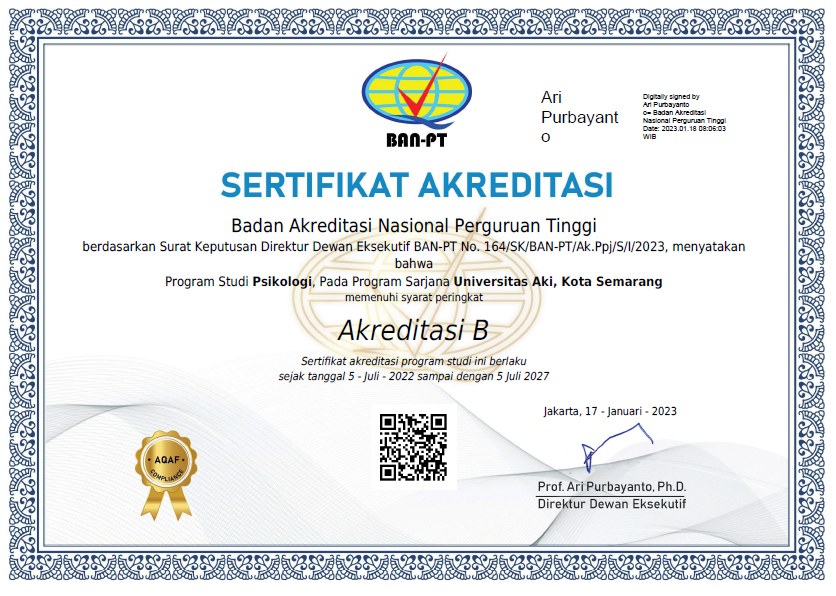 BAN-PT
Ari
Purbayant
o
Digitally signed by
Ari Purbayanto
o= Badan Akreditasi
Nasional Perguruan Tinggi
Date: 2023.01.18 08:06:03
WIB
SERTIFIKAT AKREDITASI
Badan Akreditasi Nasional Perguruan Tinggi
berdasarkan Surat Keputusan Direktur Dewan Eksekutif BAN-PT No. 164/SK/BAN-PT/Ak.Ppj/S/I/2023, menyatakan
bahwa
Program Studi Psikologi, Pada Program Sarjana Universitas Aki, Kota Semarang
memenuhi syarat peringkat
Akreditasi B
Sertifikat akreditasi program studi ini berlaku
sejak tanggal 5 - Juli - 2022 sampai dengan 5 Juli 2027
Jakarta, 17 - Januari - 2023
AQAF
COMPLIANCE
Prof. Ari Purbayanto, Ph.D.
Direktur Dewan Eksekutif